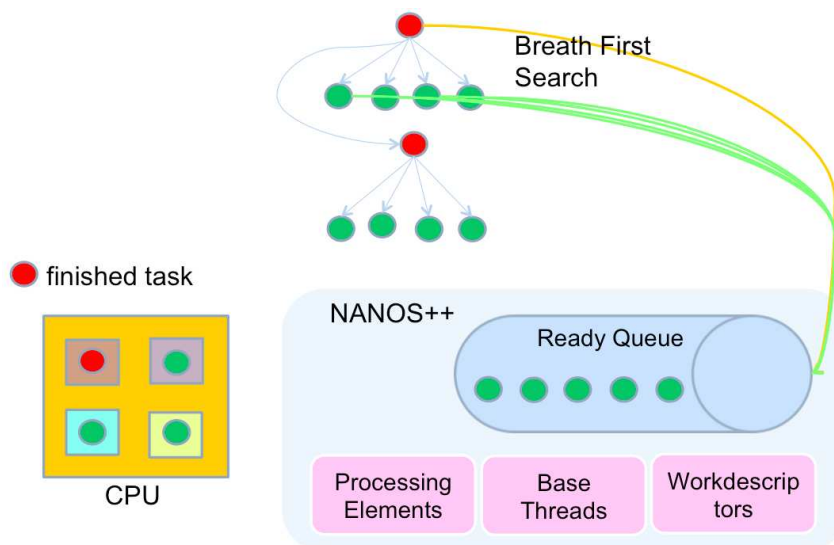 Breath First
Search
finished task
NANOS++
Ready Queue
CPU
Processing
Elements
Base
Threads
Workdescrip
tors